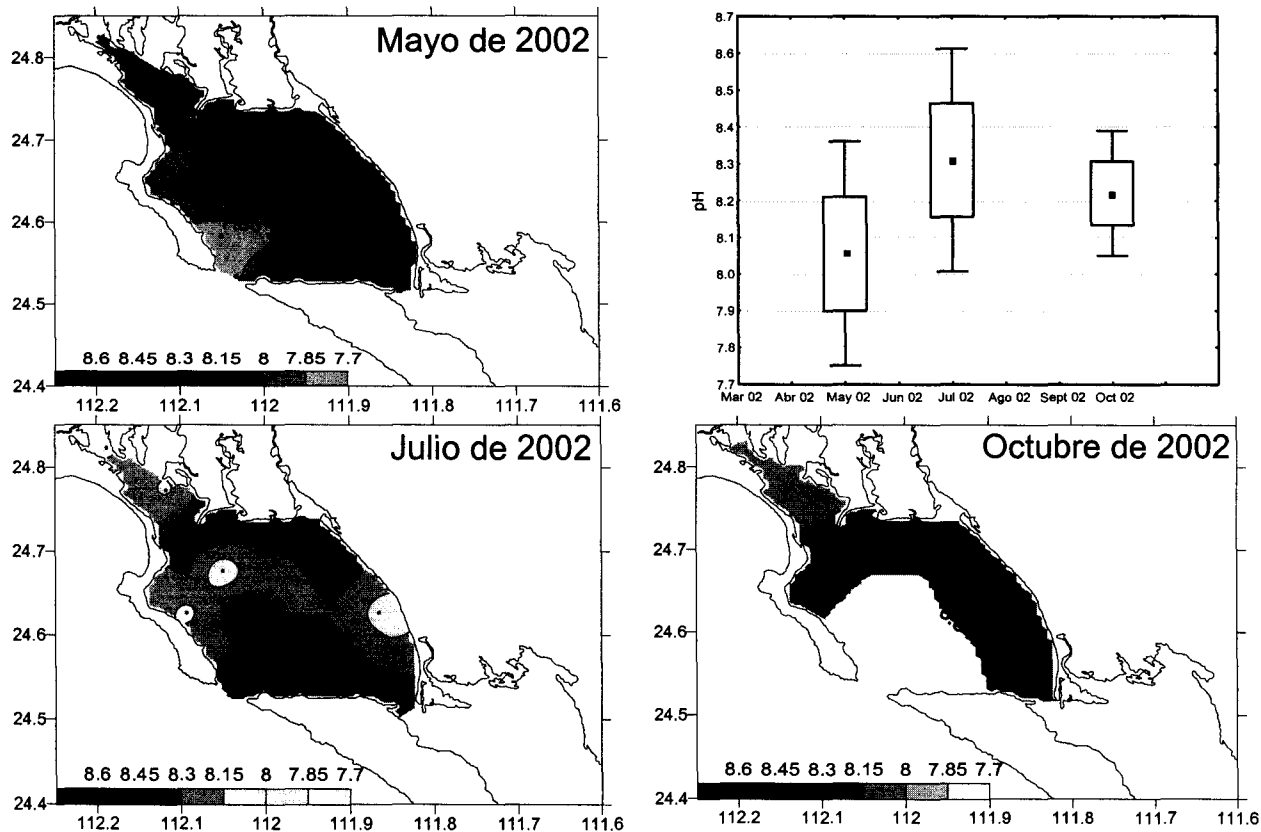 Mayo de 2002
24.8
24.7
24.6
24.5
24.4
8.6 8.45 8.3 8.15 8 7.85 7.7
112.2 112.1 112 111.9 111.8 111.7 111.6
pH
8.7
8.6
8.5
8.4
8.3
8.2
8.1
8.0
7.9
7.8
7.7
Mar 02 Abr 02 May 02 Jun 02 Jul 02 Ago 02 Sept 02 Oct 02
Julio de 2002
24.8
24.7
24.6
24.5
24.4
8.6 8.45 8.3 8.15 8 7.85 7.7
112.2 112.1 112 111.9 111.8 111.7 111.6
Octubre de 2002
24.8
24.7
24.6
24.5
24.4
8.6 8.45 8.3 8.15 8 7.85 7.7
112.2 112.1 112 111.9 111.8 111.7 111.6